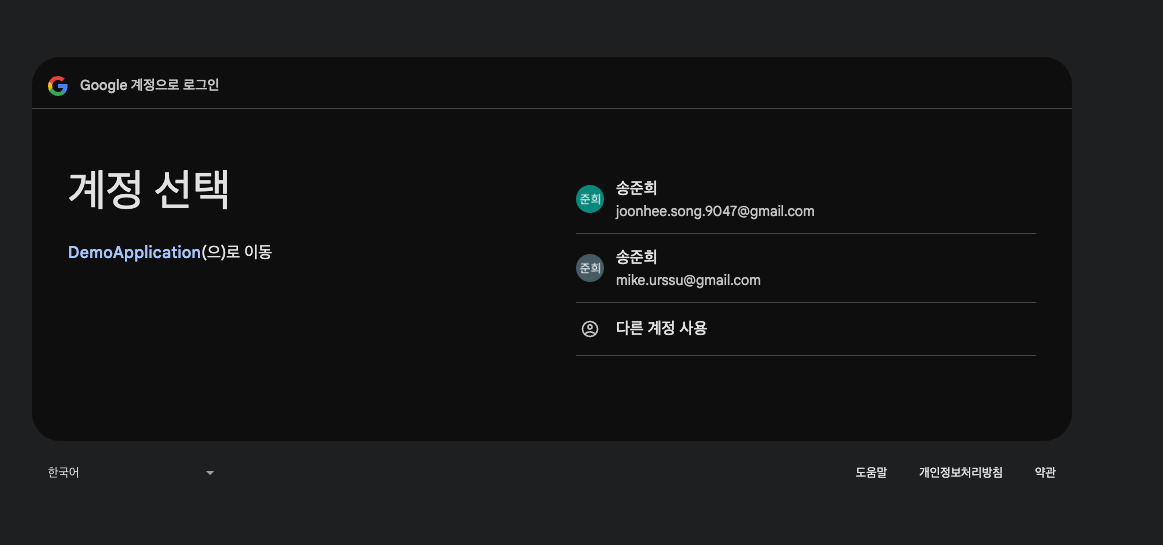 Google 계정으로 로그인
계정 선택
DemoApplication(으)로 이동
준희
송준희
joonhee.song.9047@gmail.com
준희
송준희
mike.urssu@gmail.com
다른 계정 사용
한국어
도움말 개인정보처리방침 약관